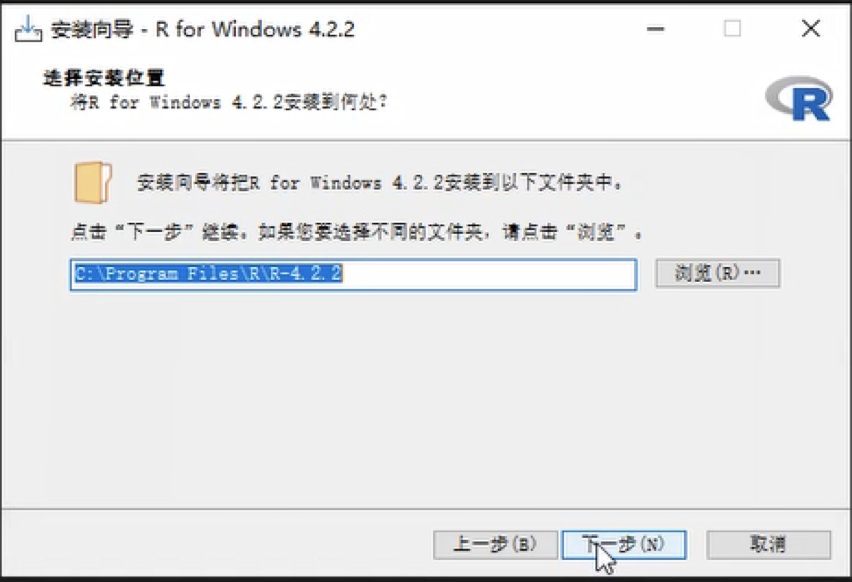 安装向导 - R for Windows 4.2.2
选择安装位置
将R for Windows 4.2.2安装到何处?
R
安装向导将把R for Windows 4.2.2安装到以下文件夹中。
点击“下一步”继续。如果您要选择不同的文件夹，请点击“浏览”。
C:\Program Files\R\R-4.2.2
浏览(R)…
上一步(B)
下一步(N)
取消